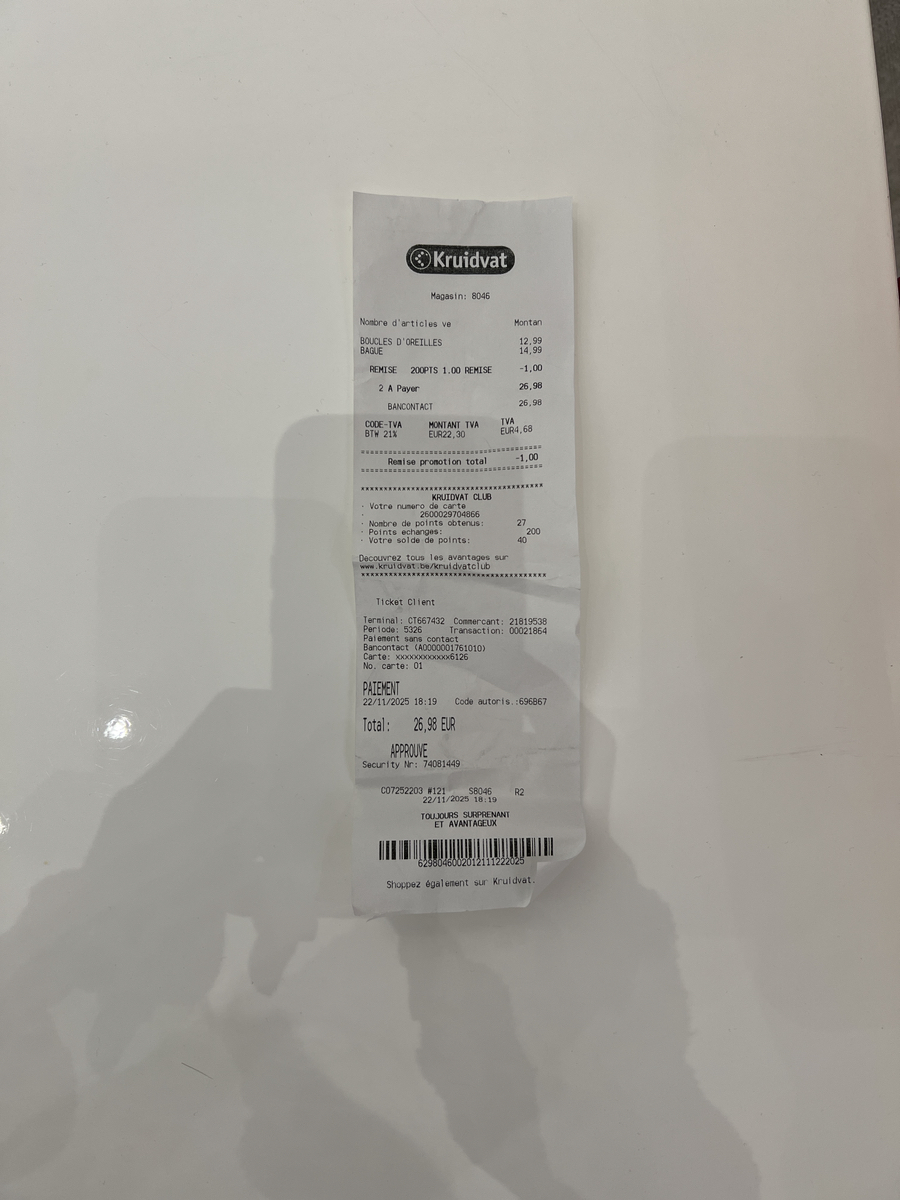 Kruidvat
Magasin: 8046
Nombre d'articles ve Montan
BOUCLES D'OREILLES 12,99
BAGUE 14,99
REMISE 200PTS 1.00 REMISE -1,00
2 A Payer 26,98
BANCONTACT 26.98
CODE-TVA MONTANT TVA TVA
BTW 21% EUR22,30 EUR4,68
========================================
Remise promotion total -1,00
========================================
****************************************
KRUIDVAT CLUB
· Votre numero de carte
· 2600029704866
· Nombre de points obtenus: 27
· Points echanges: 200
· Votre solde de points: 40
Decouvrez tous les avantages sur
www.kruidvat.be/kruidvatclub
****************************************
Ticket Client
Terminal: CT667432 Commercant: 21819538
Periode: 5326 Transaction: 00021864
Paiement sans contact
Bancontact (A0000001761010)
Carte: xxxxxxxxxxxx6126
No. carte: 01
PAIEMENT
22/11/2025 18:19 Code autoris.:696B67
Total: 26,98 EUR
APPROUVE
Security Nr: 74081449
C07252203 #121 S8046 R2
22/11/2025 18:19
TOUJOURS SURPRENANT
ET AVANTAGEUX
6298046002012111222025
Shoppez également sur Kruidvat.